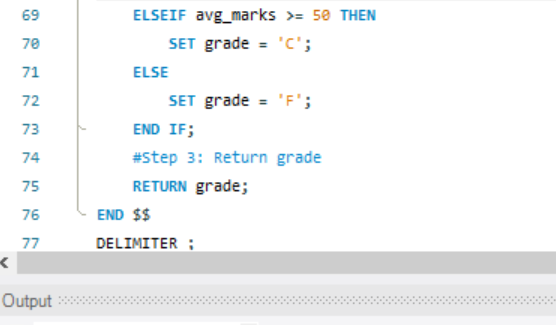 69 ELSEIF avg_marks >= 50 THEN
70 SET grade = 'C';
71 ELSE
72 SET grade = 'F';
73 END IF;
74 #Step 3: Return grade
75 RETURN grade;
76 END $$
77 DELIMITER ;
Output